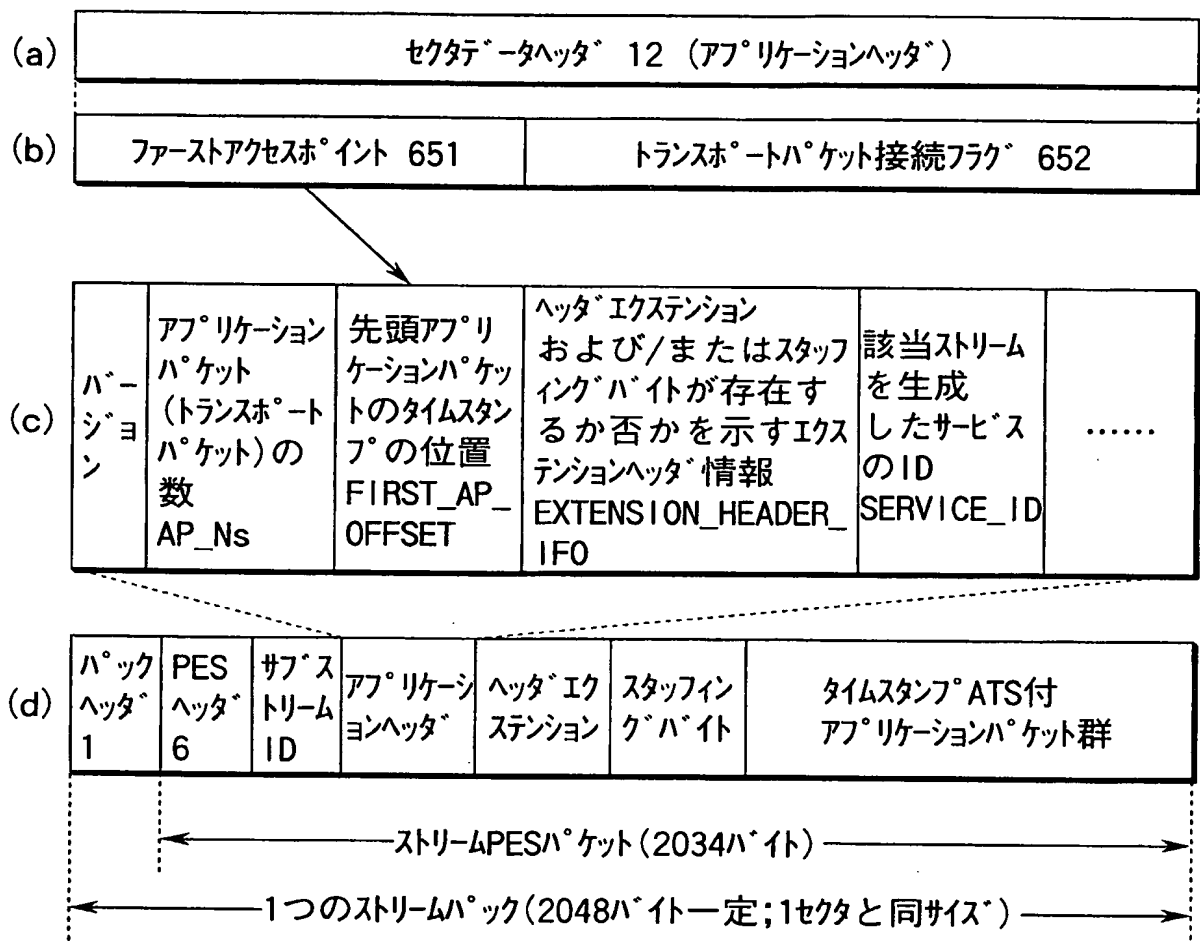 (a)
セクタデータヘッダ 12 (アプリケーションヘッダ)
(b)
ファーストアクセスポイント 651
トランスポートパケット接続フラグ 652
(c)
バー
ジョ
ン
アプリケーション
パケット
(トランスポート
パケット)の
数
AP_Ns
先頭アプリ
ケーションパケッ
トのタイムスタン
プの位置
FIRST_AP_
OFFSET
ヘッダエクステンション
および/またはスタッフ
ィングバイトが存在す
るか否かを示すエクス
テンションヘッダ情報
EXTENSION_HEADER_
IFO
該当ストリーム
を生成
したサービス
のID
SERVICE_ID
……
(d)
パック
ヘッダ
1
PES
ヘッダ
6
サブス
トリーム
ID
アプリケーシ
ョンヘッダ
ヘッダエク
ステンション
スタッフィン
グバイト
タイムスタンプATS付
アプリケーションパケット群
ストリームPESパケット(2034バイト)
1つのストリームパック(2048バイト一定;1セクタと同サイズ)